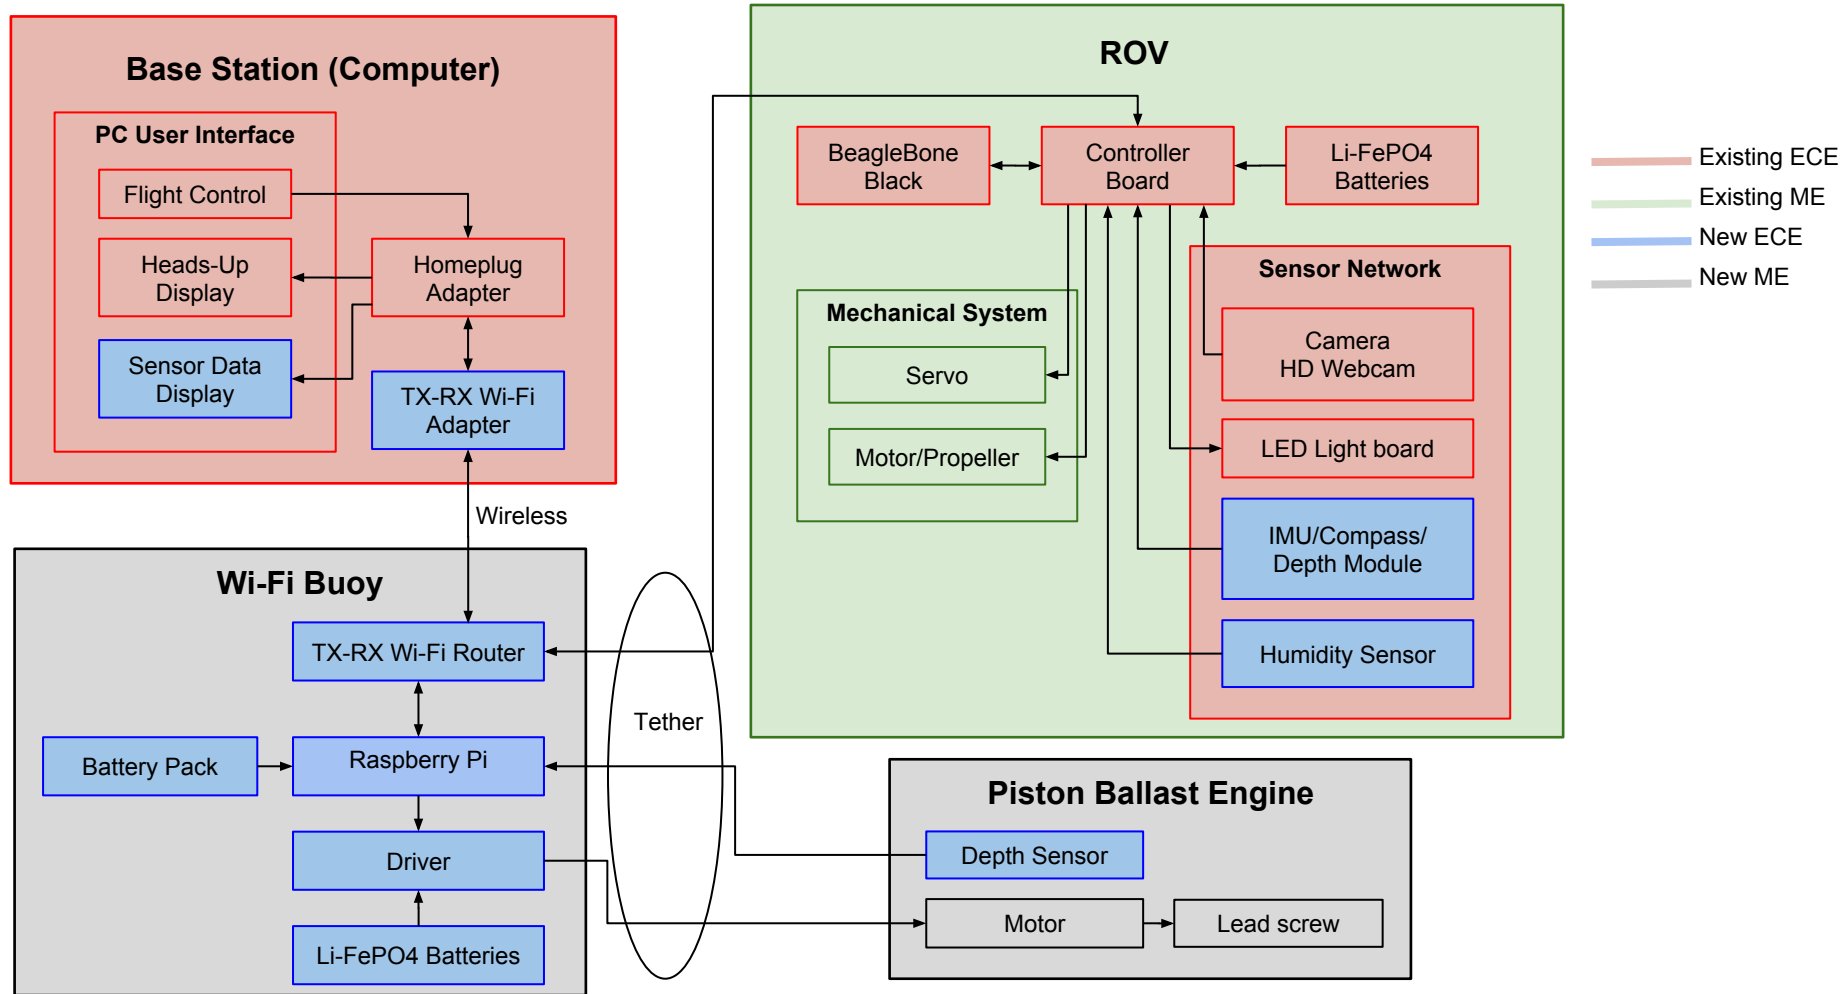 Base Station (Computer)
PC User Interface
Flight Control
Heads-Up
Display
Sensor Data
Display
Homeplug
Adapter
TX-RX Wi-Fi
Adapter
Wireless
Wi-Fi Buoy
TX-RX Wi-Fi Router
Battery Pack
Raspberry Pi
Driver
Li-FePO4 Batteries
Tether
ROV
BeagleBone
Black
Controller
Board
Li-FePO4
Batteries
Mechanical System
Servo
Motor/Propeller
Sensor Network
Camera
HD Webcam
LED Light board
IMU/Compass/
Depth Module
Humidity Sensor
Piston Ballast Engine
Depth Sensor
Motor
Lead screw
Existing ECE
Existing ME
New ECE
New ME